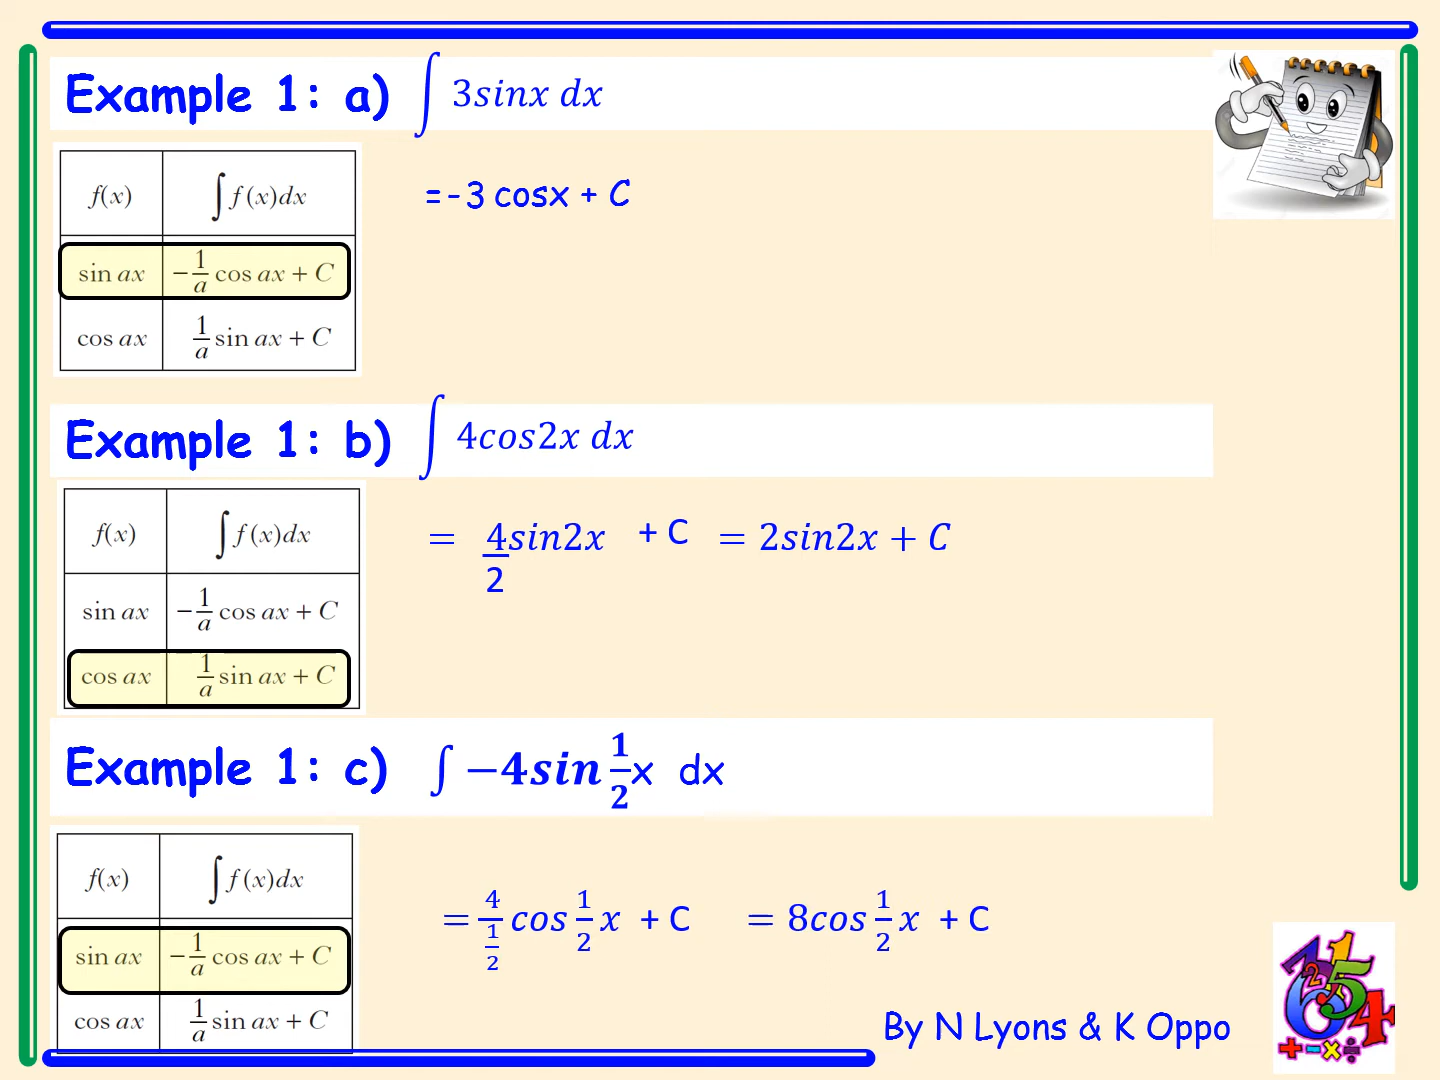 Example 1: a) ∫ 3sinx dx
f(x) ∫ f(x)dx
sin ax −1/a cos ax + C
cos ax 1/a sin ax + C
=-3 cosx + C
Example 1: b) ∫ 4cos2x dx
f(x) ∫ f(x)dx
sin ax −1/a cos ax + C
cos ax 1/a sin ax + C
= 4/2 sin2x + C = 2sin2x + C
Example 1: c) ∫ −4sin 1/2 x dx
f(x) ∫ f(x)dx
sin ax −1/a cos ax + C
cos ax 1/a sin ax + C
= 4/(1/2) cos 1/2 x + C = 8cos 1/2 x + C
By N Lyons & K Oppo